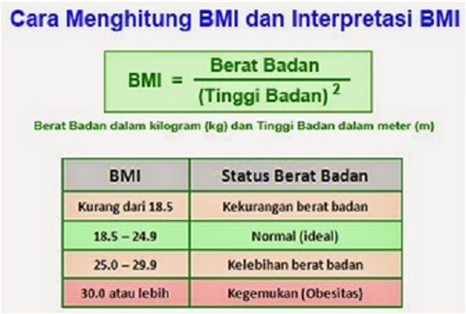 Cara Menghitung BMI dan Interpretasi BMI
BMI = Berat Badan
(Tinggi Badan) 2
Berat Badan dalam kilogram (kg) dan Tinggi Badan dalam meter (m)
BMI Status Berat Badan
Kurang dari 18.5 Kekurangan berat badan
18.5 – 24.9 Normal (ideal)
25.0 – 29.9 Kelebihan berat badan
30.0 atau lebih Kegemukan (Obesitas)